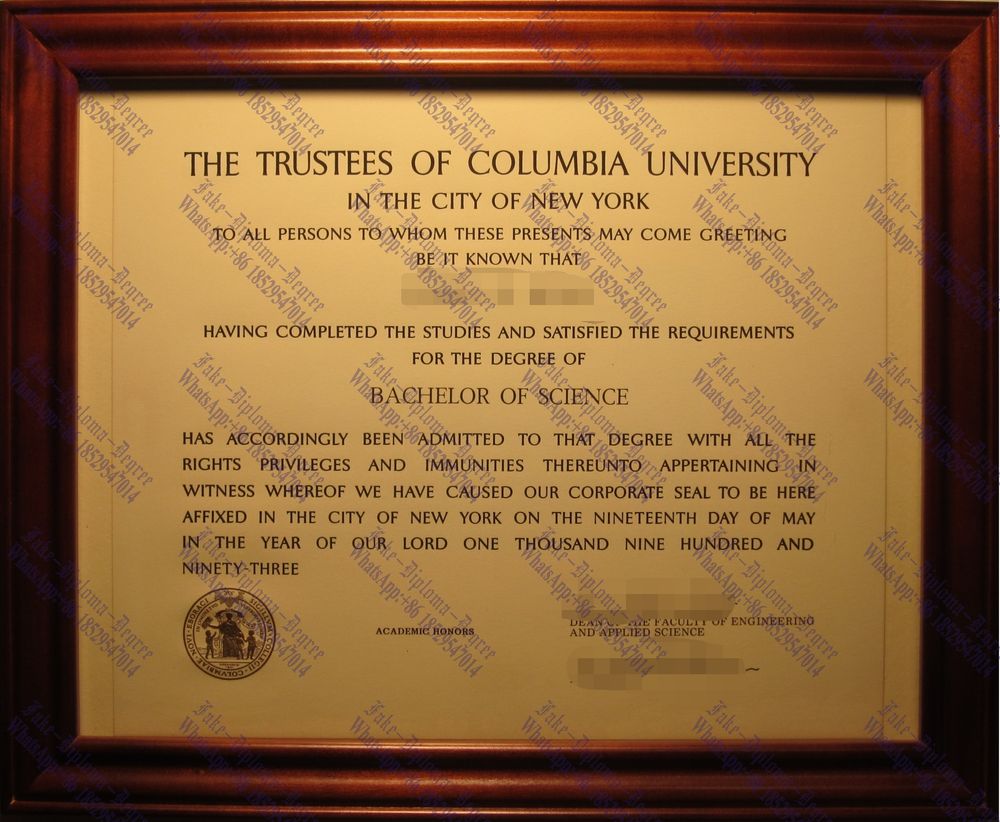 THE TRUSTEES OF COLUMBIA UNIVERSITY
IN THE CITY OF NEW YORK
TO ALL PERSONS TO WHOM THESE PRESENTS MAY COME GREETING
BE IT KNOWN THAT
HAVING COMPLETED THE STUDIES AND SATISFIED THE REQUIREMENTS
FOR THE DEGREE OF
BACHELOR OF SCIENCE
HAS ACCORDINGLY BEEN ADMITTED TO THAT DEGREE WITH ALL THE
RIGHTS PRIVILEGES AND IMMUNITIES THEREUNTO APPERTAINING IN
WITNESS WHEREOF WE HAVE CAUSED OUR CORPORATE SEAL TO BE HERE
AFFIXED IN THE CITY OF NEW YORK ON THE NINETEENTH DAY OF MAY
IN THE YEAR OF OUR LORD ONE THOUSAND NINE HUNDRED AND
NINETY-THREE
ACADEMIC HONORS
DEAN OF THE FACULTY OF ENGINEERING
AND APPLIED SCIENCE
Fake-Diploma-Degree
WhatsApp:+86 18529547014